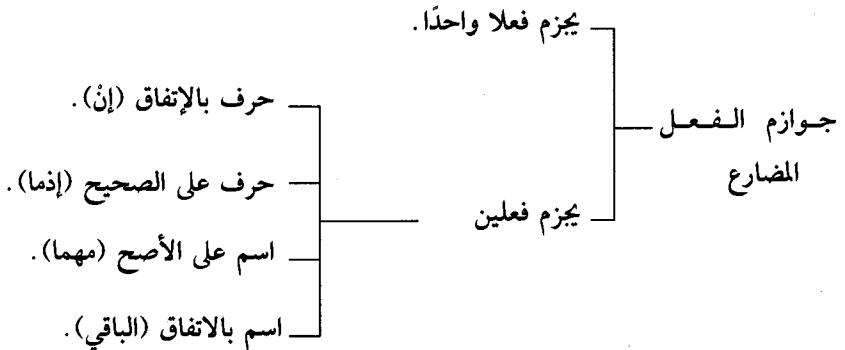 جوازم الفعل
المضارع
يجزم فعلا واحدًا.
يجزم فعلين
حرف بالإتفاق (إنْ).
حرف على الصحيح (إذما).
اسم على الأصح (مهما).
اسم بالاتفاق (الباقي).